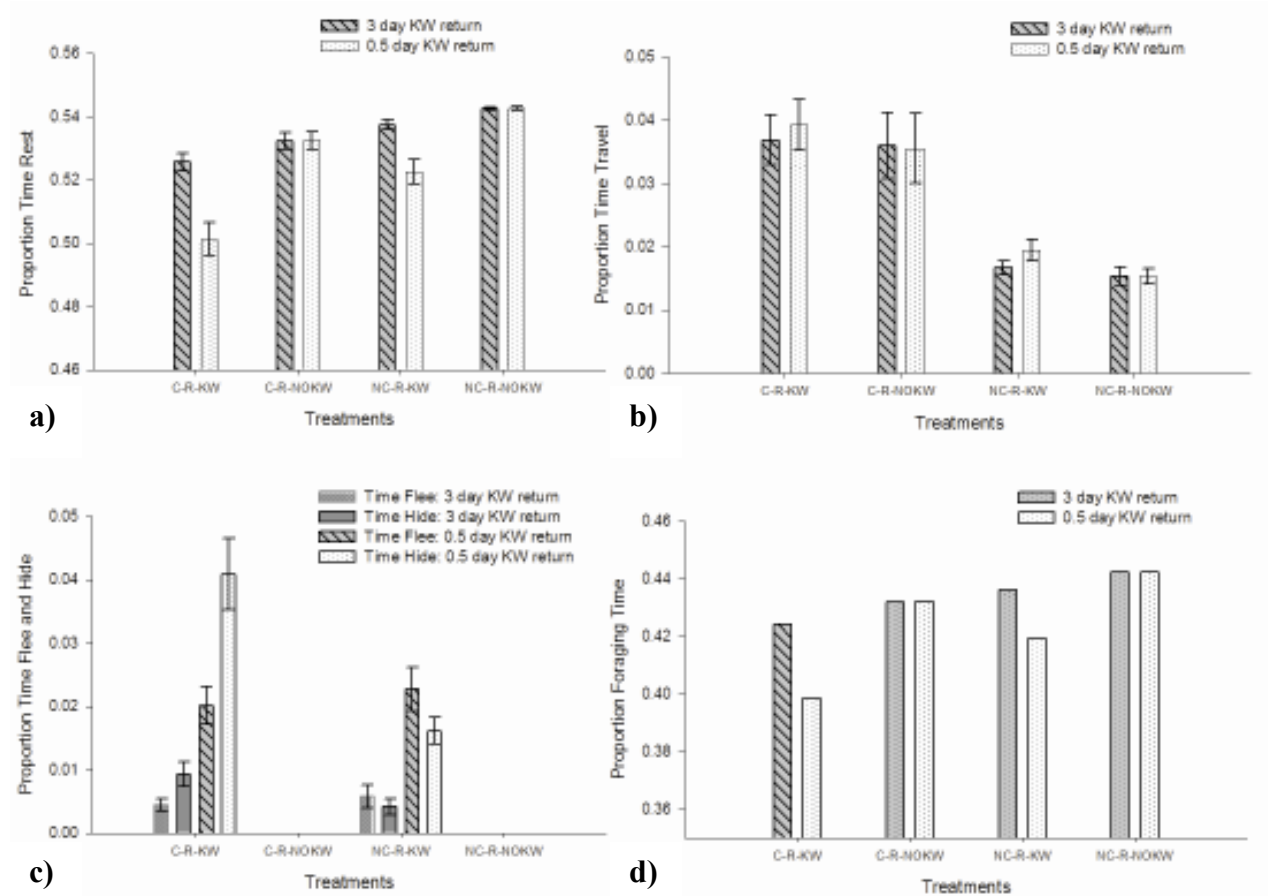 3 day KW return
0.5 day KW return
0.56
0.54
0.52
0.50
0.48
0.46
Proportion Time Rest
C-R-KW
C-R-NOKW
NC-R-KW
NC-R-NOKW
Treatments
a)
3 day KW return
0.5 day KW return
0.05
0.04
0.03
0.02
0.01
0.00
Proportion Time Travel
C-R-KW
C-R-NOKW
NC-R-KW
NC-R-NOKW
Treatments
b)
Time Flee: 3 day KW return
Time Hide: 3 day KW return
Time Flee: 0.5 day KW return
Time Hide: 0.5 day KW return
0.05
0.04
0.03
0.02
0.01
0.00
Proportion Time Flee and Hide
C-R-KW
C-R-NOKW
NC-R-KW
NC-R-NOKW
Treatments
c)
3 day KW return
0.5 day KW return
0.46
0.44
0.42
0.40
0.38
0.36
Proportion Foraging Time
C-R-KW
C-R-NOKW
NC-R-KW
NC-R-NOKW
Treatments
d)